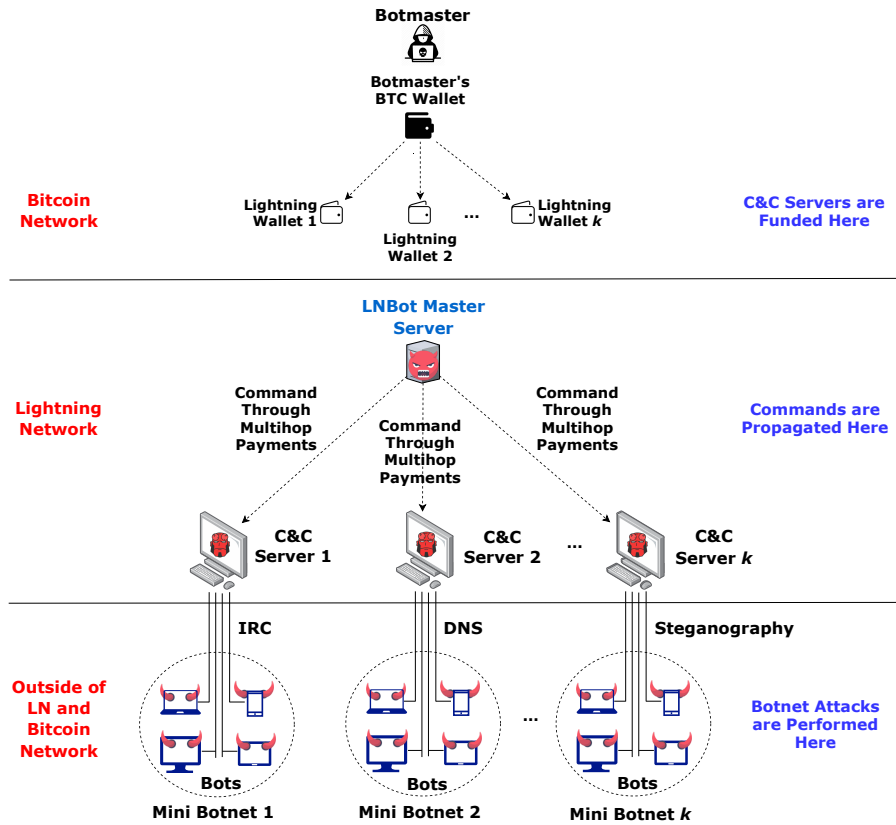 Botmaster
Botmaster's
BTC Wallet
Bitcoin
Network
Lightning
Wallet 1
Lightning
Wallet 2
...
Lightning
Wallet k
C&C Servers are
Funded Here
LNBot Master
Server
Lightning
Network
Command
Through
Multihop
Payments
Command
Through
Multihop
Payments
Command
Through
Multihop
Payments
Commands are
Propagated Here
C&C
Server 1
C&C
Server 2
...
C&C
Server k
IRC
DNS
Steganography
Outside of
LN and
Bitcoin
Network
...
Botnet Attacks
are Performed
Here
Bots
Bots
Bots
Mini Botnet 1
Mini Botnet 2
Mini Botnet k